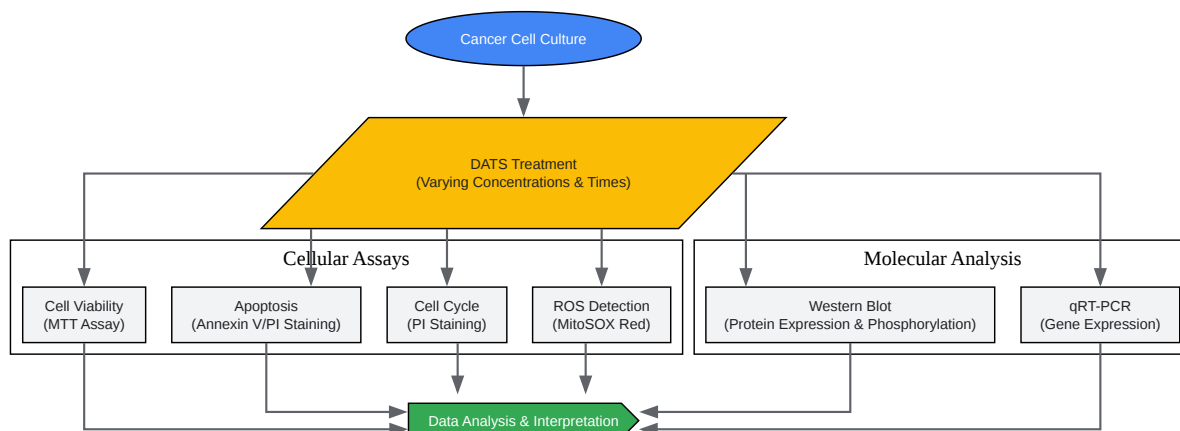 Cancer Cell Culture
DATS Treatment
(Varying Concentrations & Times)
Cellular Assays
Molecular Analysis
Cell Viability
(MTT Assay)
Apoptosis
(Annexin V/PI Staining)
Cell Cycle
(PI Staining)
ROS Detection
(MitoSOX Red)
Western Blot
(Protein Expression & Phosphorylation)
qRT-PCR
(Gene Expression)
Data Analysis & Interpretation